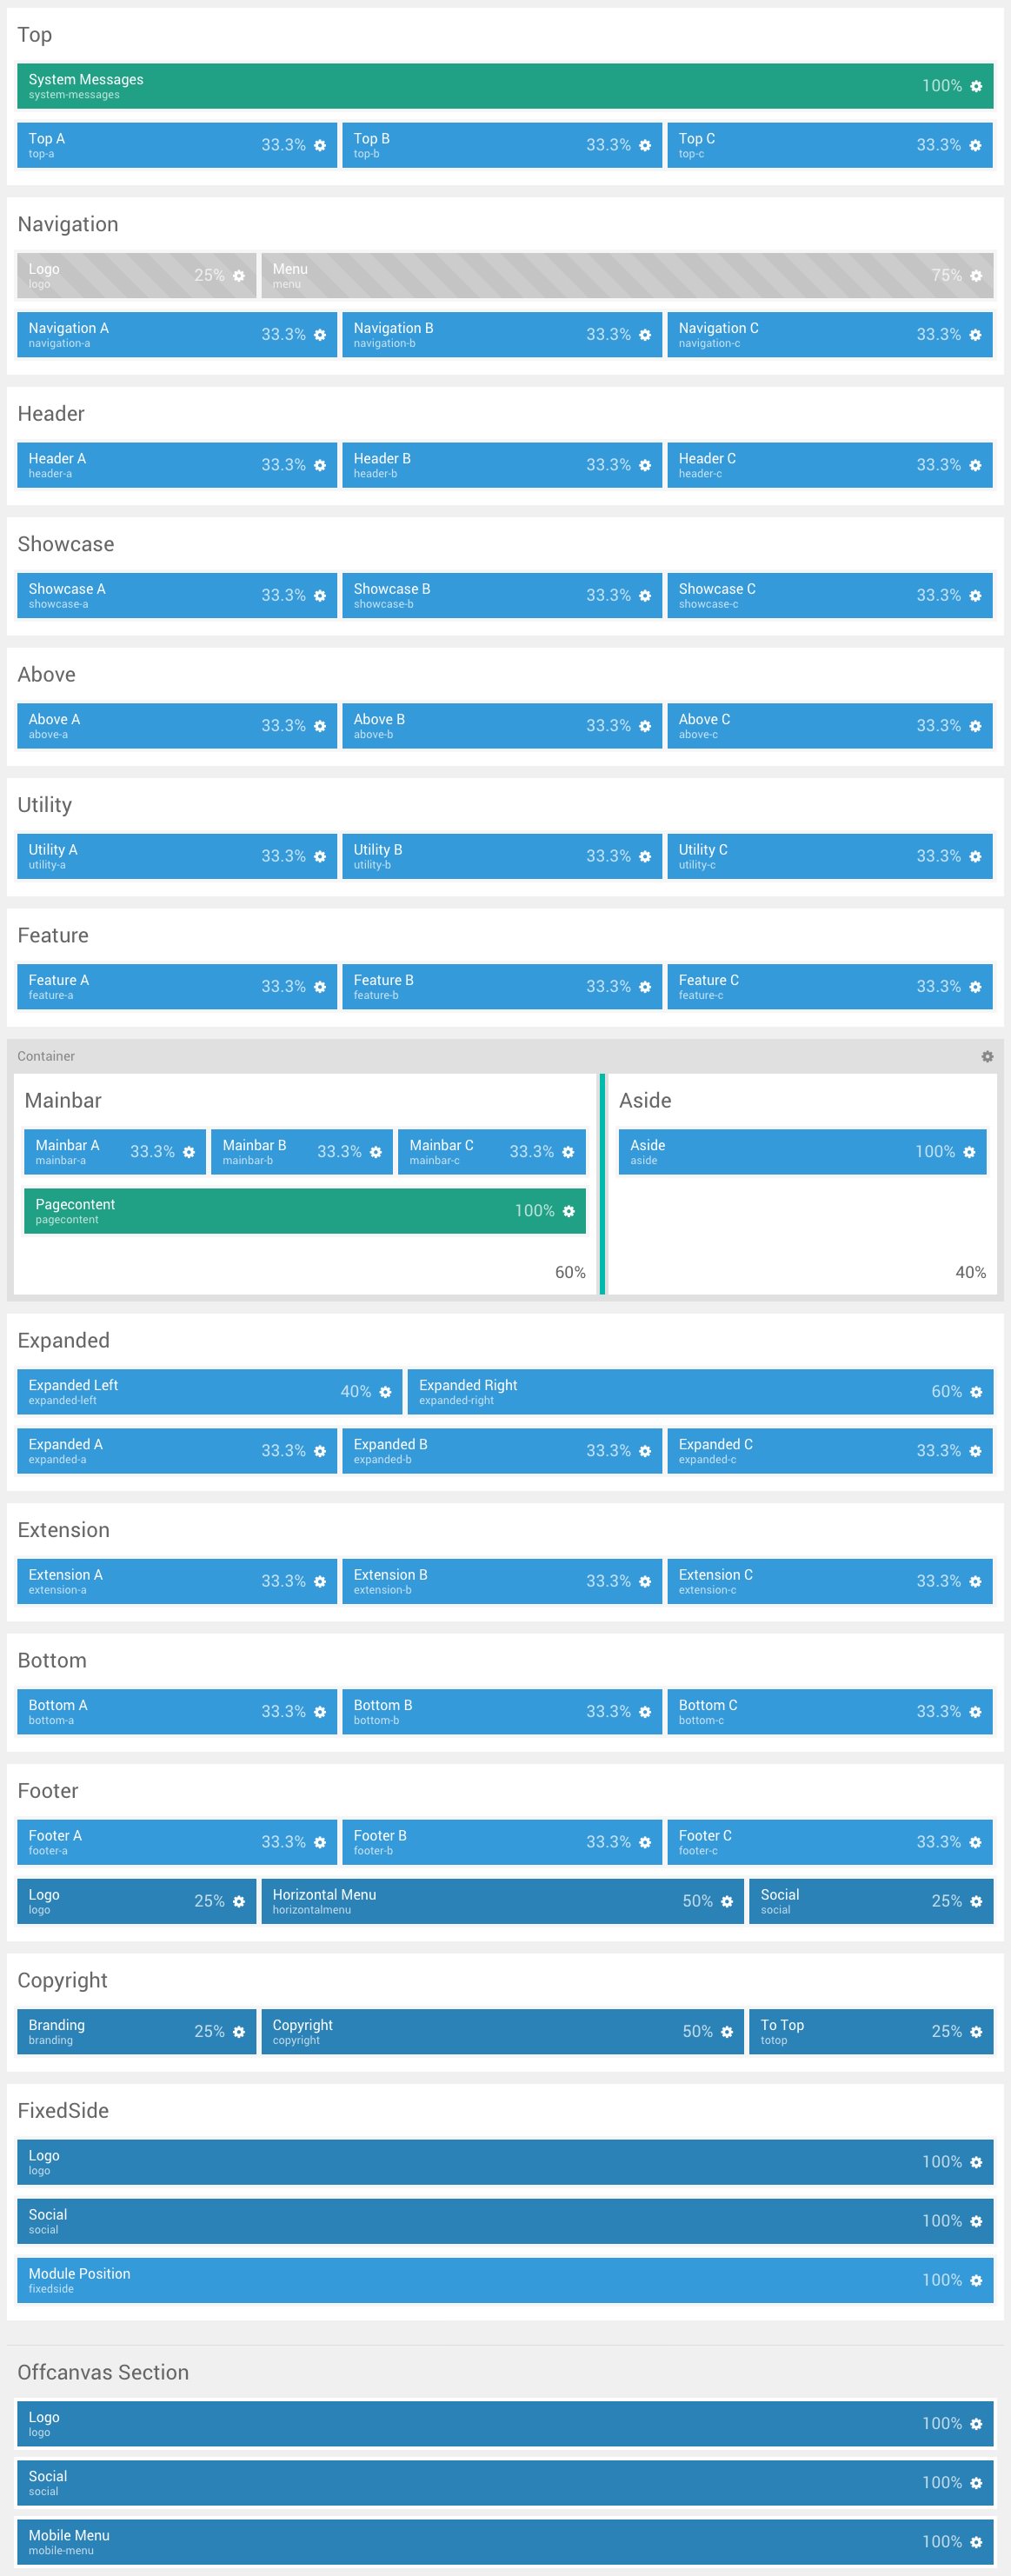 Top
System Messages 100%
system-messages
Top A 33.3% Top B 33.3% Top C 33.3%
top-a top-b top-c
Navigation
Logo 25% Menu 75%
logo menu
Navigation A 33.3% Navigation B 33.3% Navigation C 33.3%
navigation-a navigation-b navigation-c
Header
Header A 33.3% Header B 33.3% Header C 33.3%
header-a header-b header-c
Showcase
Showcase A 33.3% Showcase B 33.3% Showcase C 33.3%
showcase-a showcase-b showcase-c
Above
Above A 33.3% Above B 33.3% Above C 33.3%
above-a above-b above-c
Utility
Utility A 33.3% Utility B 33.3% Utility C 33.3%
utility-a utility-b utility-c
Feature
Feature A 33.3% Feature B 33.3% Feature C 33.3%
feature-a feature-b feature-c
Container
Mainbar Aside
Mainbar A 33.3% Mainbar B 33.3% Mainbar C 33.3% Aside 100%
mainbar-a mainbar-b mainbar-c aside
Pagecontent 100%
pagecontent
60% 40%
Expanded
Expanded Left 40% Expanded Right 60%
expanded-left expanded-right
Expanded A 33.3% Expanded B 33.3% Expanded C 33.3%
expanded-a expanded-b expanded-c
Extension
Extension A 33.3% Extension B 33.3% Extension C 33.3%
extension-a extension-b extension-c
Bottom
Bottom A 33.3% Bottom B 33.3% Bottom C 33.3%
bottom-a bottom-b bottom-c
Footer
Footer A 33.3% Footer B 33.3% Footer C 33.3%
footer-a footer-b footer-c
Logo 25% Horizontal Menu 50% Social 25%
logo horizontalmenu social
Copyright
Branding 25% Copyright 50% To Top 25%
branding copyright totop
FixedSide
Logo 100%
logo
Social 100%
social
Module Position 100%
fixedside
Offcanvas Section
Logo 100%
logo
Social 100%
social
Mobile Menu 100%
mobile-menu